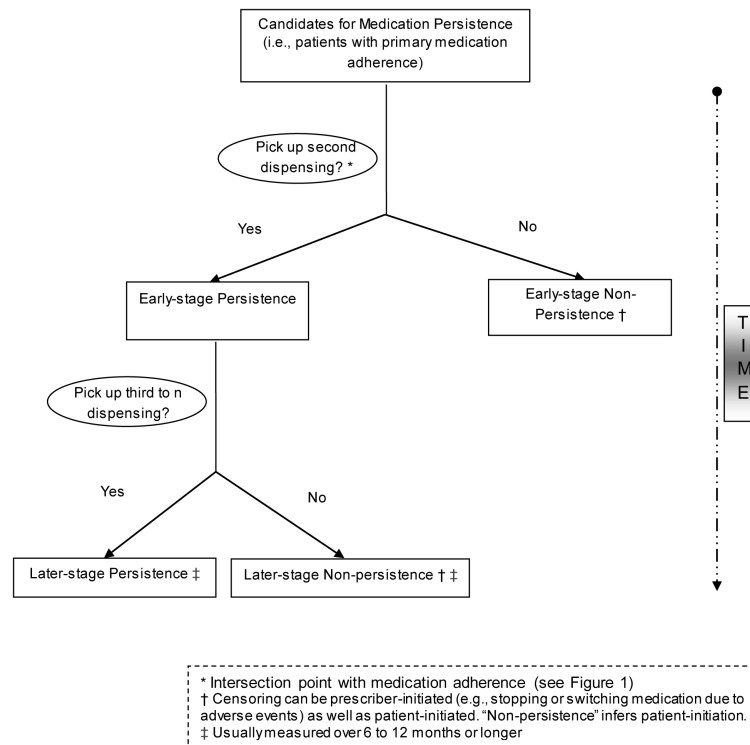 Candidates for Medication Persistence
(i.e., patients with primary medication
adherence)
Pick up second
dispensing? *
Yes
No
Early-stage Persistence
Early-stage Non-
Persistence †
T
I
M
E
Pick up third to n
dispensing?
Yes
No
Later-stage Persistence ‡
Later-stage Non-persistence † ‡
* Intersection point with medication adherence (see Figure 1)
† Censoring can be prescriber-initiated (e.g., stopping or switching medication due to
adverse events) as well as patient-initiated. “Non-persistence” infers patient-initiation.
‡ Usually measured over 6 to 12 months or longer